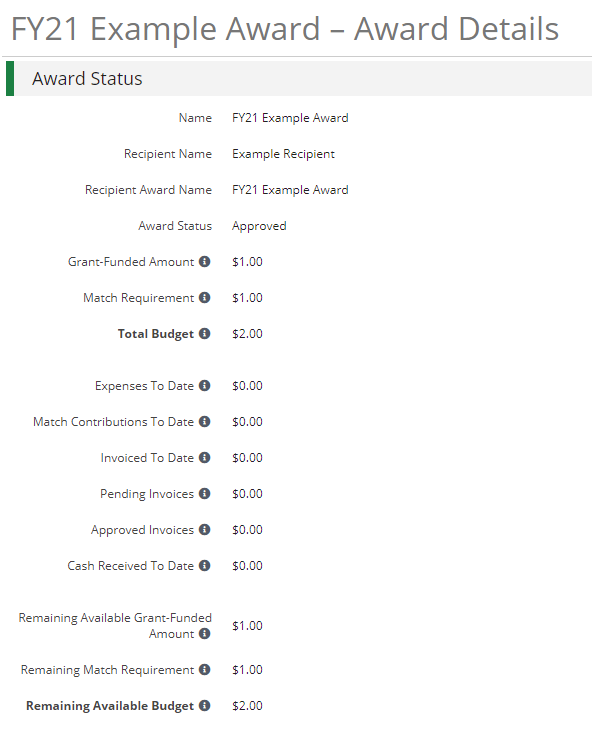 FY21 Example Award – Award Details
Award Status
Name FY21 Example Award
Recipient Name Example Recipient
Recipient Award Name FY21 Example Award
Award Status Approved
Grant-Funded Amount $1.00
Match Requirement $1.00
Total Budget $2.00
Expenses To Date $0.00
Match Contributions To Date $0.00
Invoiced To Date $0.00
Pending Invoices $0.00
Approved Invoices $0.00
Cash Received To Date $0.00
Remaining Available Grant-Funded
Amount $1.00
Remaining Match Requirement $1.00
Remaining Available Budget $2.00